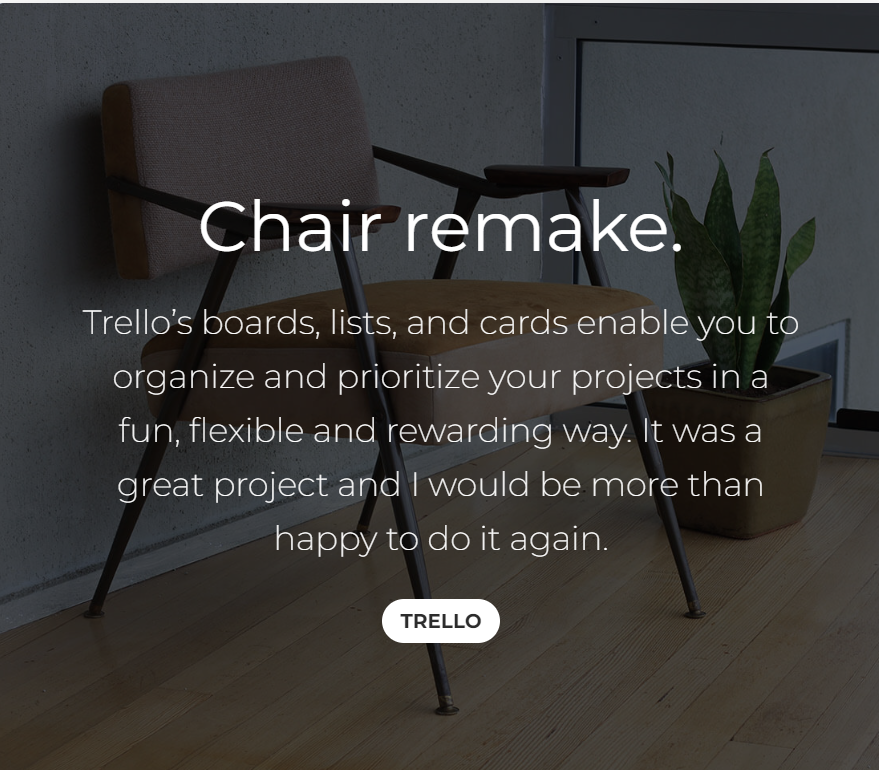 Chair remake.
Trello’s boards, lists, and cards enable you to
organize and prioritize your projects in a
fun, flexible and rewarding way. It was a
great project and I would be more than
happy to do it again.
TRELLO